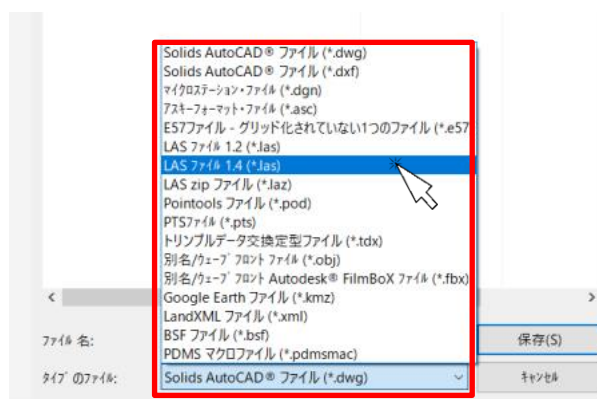 Solids AutoCAD® ファイル (*.dwg)
Solids AutoCAD® ファイル (*.dxf)
ﾏｲｸﾛｽﾃｰｼｮﾝ・ﾌｧｲﾙ (*.dgn)
ｱｽｷｰﾌｫｰﾏｯﾄ・ﾌｧｲﾙ (*.asc)
E57ファイル - グリッド化されていない1つのファイル (*.e57
LAS ﾌｧｲﾙ 1.2 (*.las)
LAS ﾌｧｲﾙ 1.4 (*.las)
LAS zip ファイル (*.laz)
Pointools ファイル (*.pod)
PTSﾌｧｲﾙ (*.pts)
トリンブルデータ交換定型ファイル (*.tdx)
別名/ｳｪｰﾌﾞ ﾌﾛﾝﾄ ﾌｧｲﾙ (*.obj)
別名/ｳｪｰﾌﾞ ﾌﾛﾝﾄ Autodesk® FilmBoX ﾌｧｲﾙ (*.fbx)
Google Earth ファイル (*.kmz)
LandXML ファイル (*.xml)
BSF ファイル (*.bsf)
PDMS マクロファイル (*.pdmsmac)
ﾌｧｲﾙ 名:
保存(S)
ﾀｲﾌﾟ のﾌｧｲﾙ:
Solids AutoCAD® ファイル (*.dwg)
ｷｬﾝｾﾙ